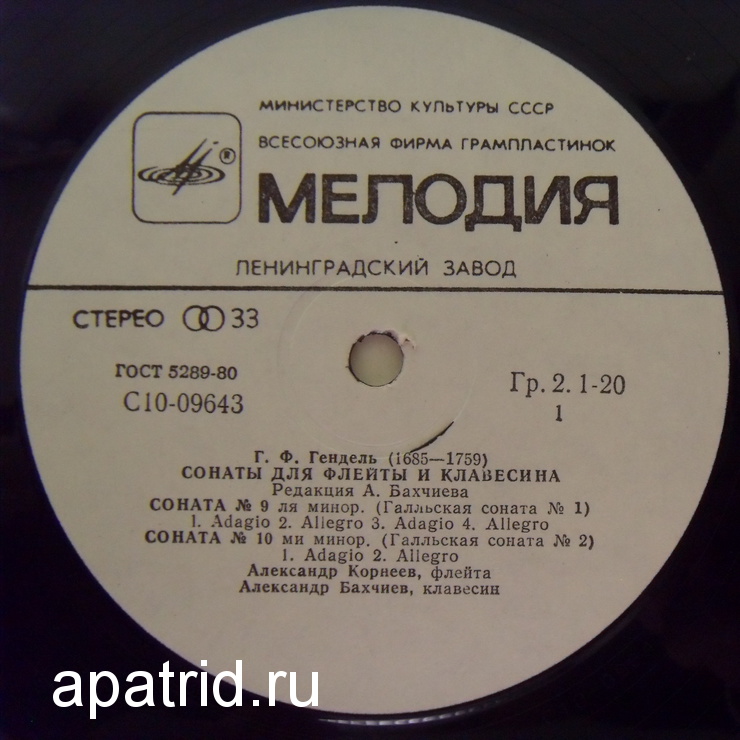 МИНИСТЕРСТВО КУЛЬТУРЫ СССР
ВСЕСОЮЗНАЯ ФИРМА ГРАМПЛАСТИНОК
®
МЕЛОДИЯ
ЛЕНИНГРАДСКИЙ ЗАВОД
СТЕРЕО 33
ГОСТ 5289-80
С10-09643
Гр. 2. 1-20
1
Г. Ф. Гендель (1685—1759)
СОНАТЫ ДЛЯ ФЛЕЙТЫ И КЛАВЕСИНА
Редакция А. Бахчиева
СОНАТА № 9 ля минор. (Галльская соната № 1)
1. Adagio 2. Allegro 3. Adagio 4. Allegro
СОНАТА № 10 ми минор. (Галльская соната № 2)
1. Adagio 2. Allegro
Александр Корнеев, флейта
Александр Бахчиев, клавесин
apatrid.ru